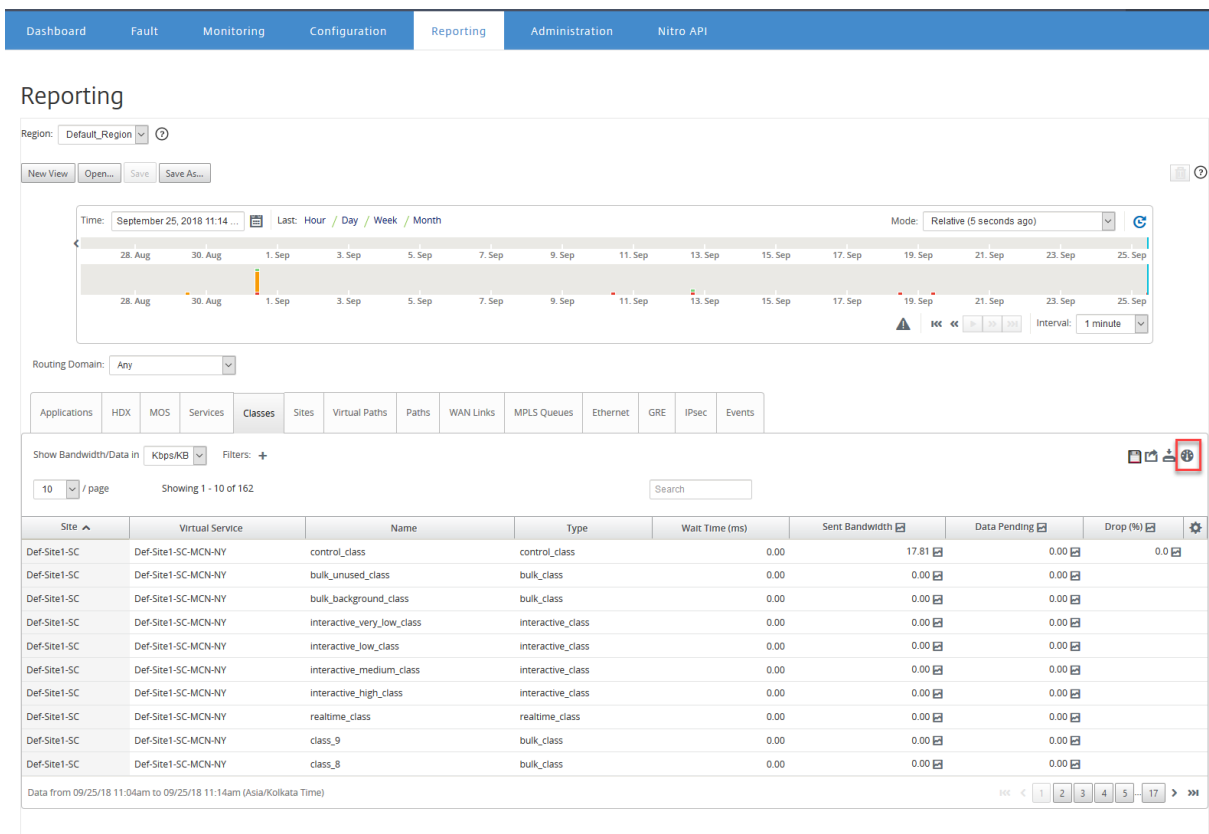 Dashboard Fault Monitoring Configuration Reporting Administration Nitro API
Reporting
Region: Default_Region ?
New View Open... Save Save As... ?
Time: September 25, 2018 11:14 ... Last: Hour / Day / Week / Month Mode: Relative (5 seconds ago)
28. Aug 30. Aug 1. Sep 3. Sep 5. Sep 7. Sep 9. Sep 11. Sep 13. Sep 15. Sep 17. Sep 19. Sep 21. Sep 23. Sep 25. Sep
28. Aug 30. Aug 1. Sep 3. Sep 5. Sep 7. Sep 9. Sep 11. Sep 13. Sep 15. Sep 17. Sep 19. Sep 21. Sep 23. Sep 25. Sep
Interval: 1 minute
Routing Domain: Any
Applications HDX MOS Services Classes Sites Virtual Paths Paths WAN Links MPLS Queues Ethernet GRE IPsec Events
Show Bandwidth/Data in Kbps/KB Filters: +
10 / page Showing 1 - 10 of 162 Search
Site Virtual Service Name Type Wait Time (ms) Sent Bandwidth Data Pending Drop (%)
Def-Site1-SC Def-Site1-SC-MCN-NY control_class control_class 0.00 17.81 0.00 0.0
Def-Site1-SC Def-Site1-SC-MCN-NY bulk_unused_class bulk_class 0.00 0.00 0.00
Def-Site1-SC Def-Site1-SC-MCN-NY bulk_background_class bulk_class 0.00 0.00 0.00
Def-Site1-SC Def-Site1-SC-MCN-NY interactive_very_low_class interactive_class 0.00 0.00 0.00
Def-Site1-SC Def-Site1-SC-MCN-NY interactive_low_class interactive_class 0.00 0.00 0.00
Def-Site1-SC Def-Site1-SC-MCN-NY interactive_medium_class interactive_class 0.00 0.00 0.00
Def-Site1-SC Def-Site1-SC-MCN-NY interactive_high_class interactive_class 0.00 0.00 0.00
Def-Site1-SC Def-Site1-SC-MCN-NY realtime_class realtime_class 0.00 0.00 0.00
Def-Site1-SC Def-Site1-SC-MCN-NY class_9 bulk_class 0.00 0.00 0.00
Def-Site1-SC Def-Site1-SC-MCN-NY class_8 bulk_class 0.00 0.00 0.00
Data from 09/25/18 11:04am to 09/25/18 11:14am (Asia/Kolkata Time) 1 2 3 4 5 ... 17